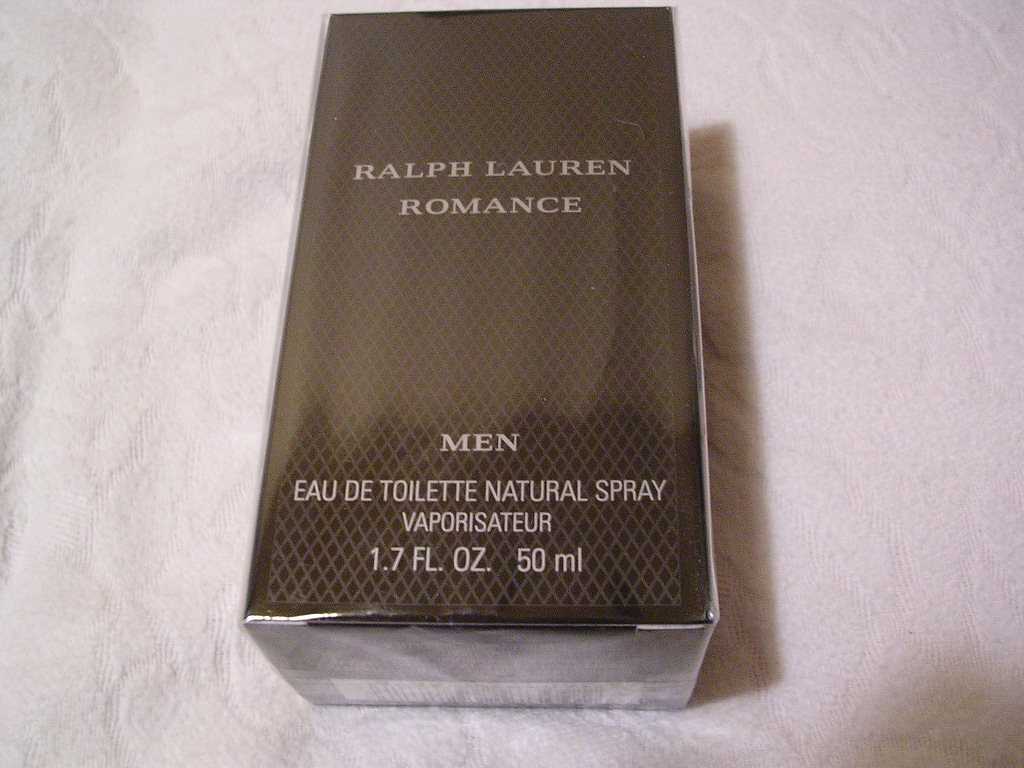 RALPH LAUREN
ROMANCE
MEN
EAU DE TOILETTE NATURAL SPRAY
VAPORISATEUR
1.7 FL. OZ. 50 ml